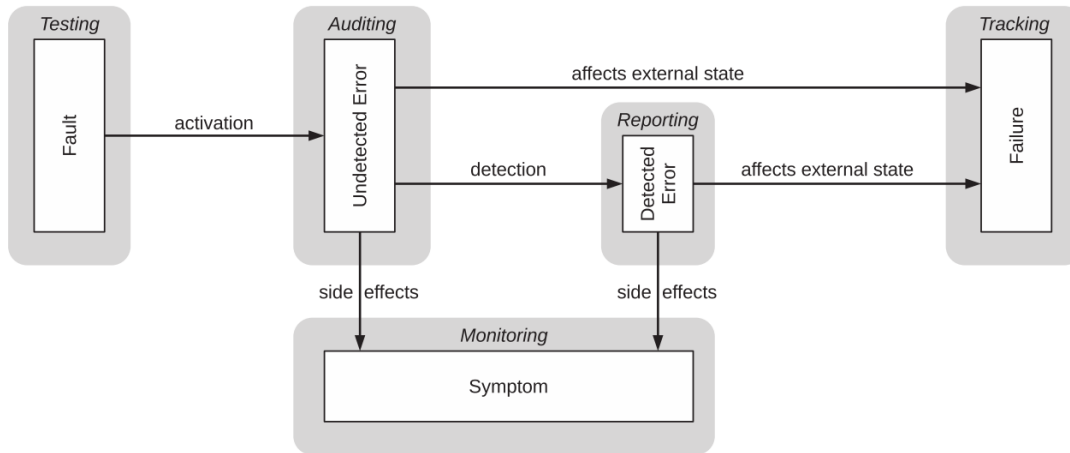 Testing
Auditing
Tracking
Fault
activation
Undetected Error
affects external state
Reporting
detection
Detected
Error
affects external state
Failure
side effects
side effects
Monitoring
Symptom